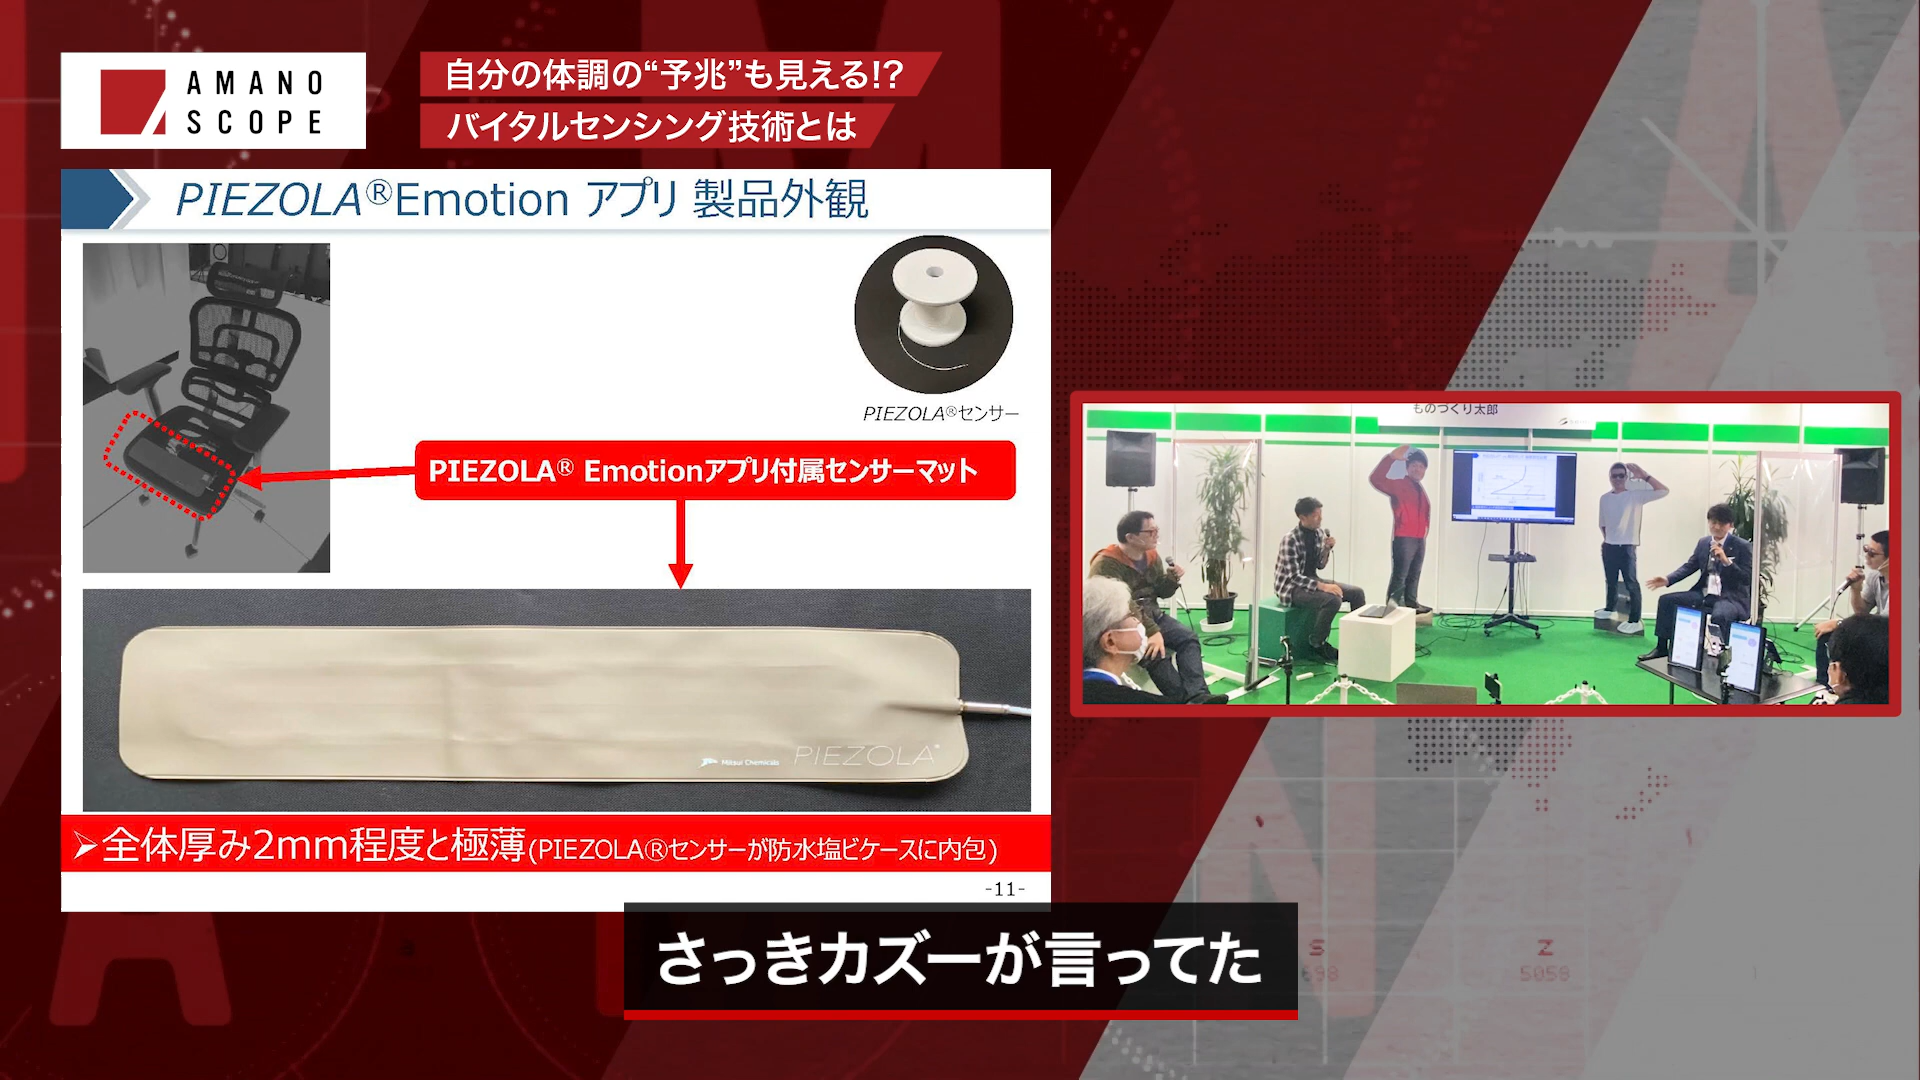 AMANO
SCOPE
自分の体調の“予兆”も見える!?
バイタルセンシング技術とは
PIEZOLA®Emotion アプリ 製品外観
PIEZOLA®センサー
PIEZOLA® Emotionアプリ付属センサーマット
Mitsui Chemicals
PIEZOLA®
➢全体厚み2mm程度と極薄(PIEZOLA®センサーが防水塩ビケースに内包)
-11-
ものづくり太郎
さっきカズーが言ってた
S
Z
5059